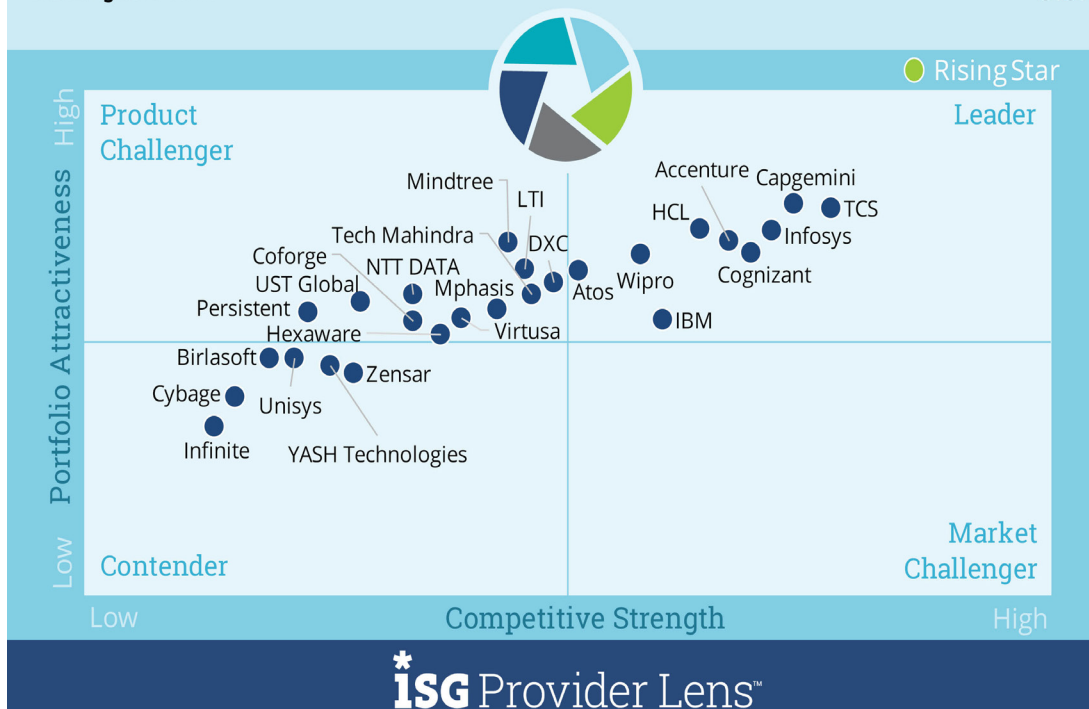 Rising Star
High
Product
Challenger
Leader
Mindtree
LTI
Accenture
Capgemini
TCS
HCL
Infosys
Cognizant
Tech Mahindra
DXC
Coforge
NTT DATA
UST Global
Mphasis
Atos
Wipro
Persistent
Virtusa
IBM
Hexaware
Birlasoft
Zensar
Cybage
Unisys
Infinite
YASH Technologies
Portfolio Attractiveness
Low
Contender
Market
Challenger
Low
Competitive Strength
High
*ISG Provider Lens™